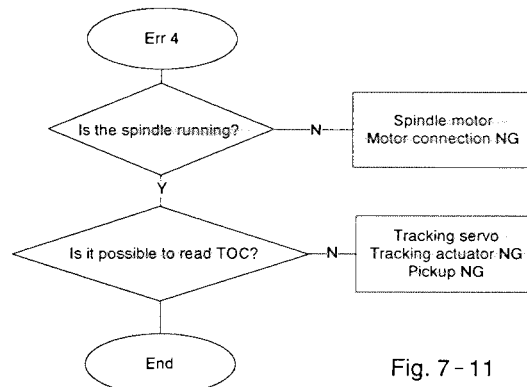 Err 4
Is the spindle running?
N
Spindle motor
Motor connection NG
Y
Is it possible to read TOC?
N
Tracking servo
Tracking actuator NG
Pickup NG
End
Fig. 7-11